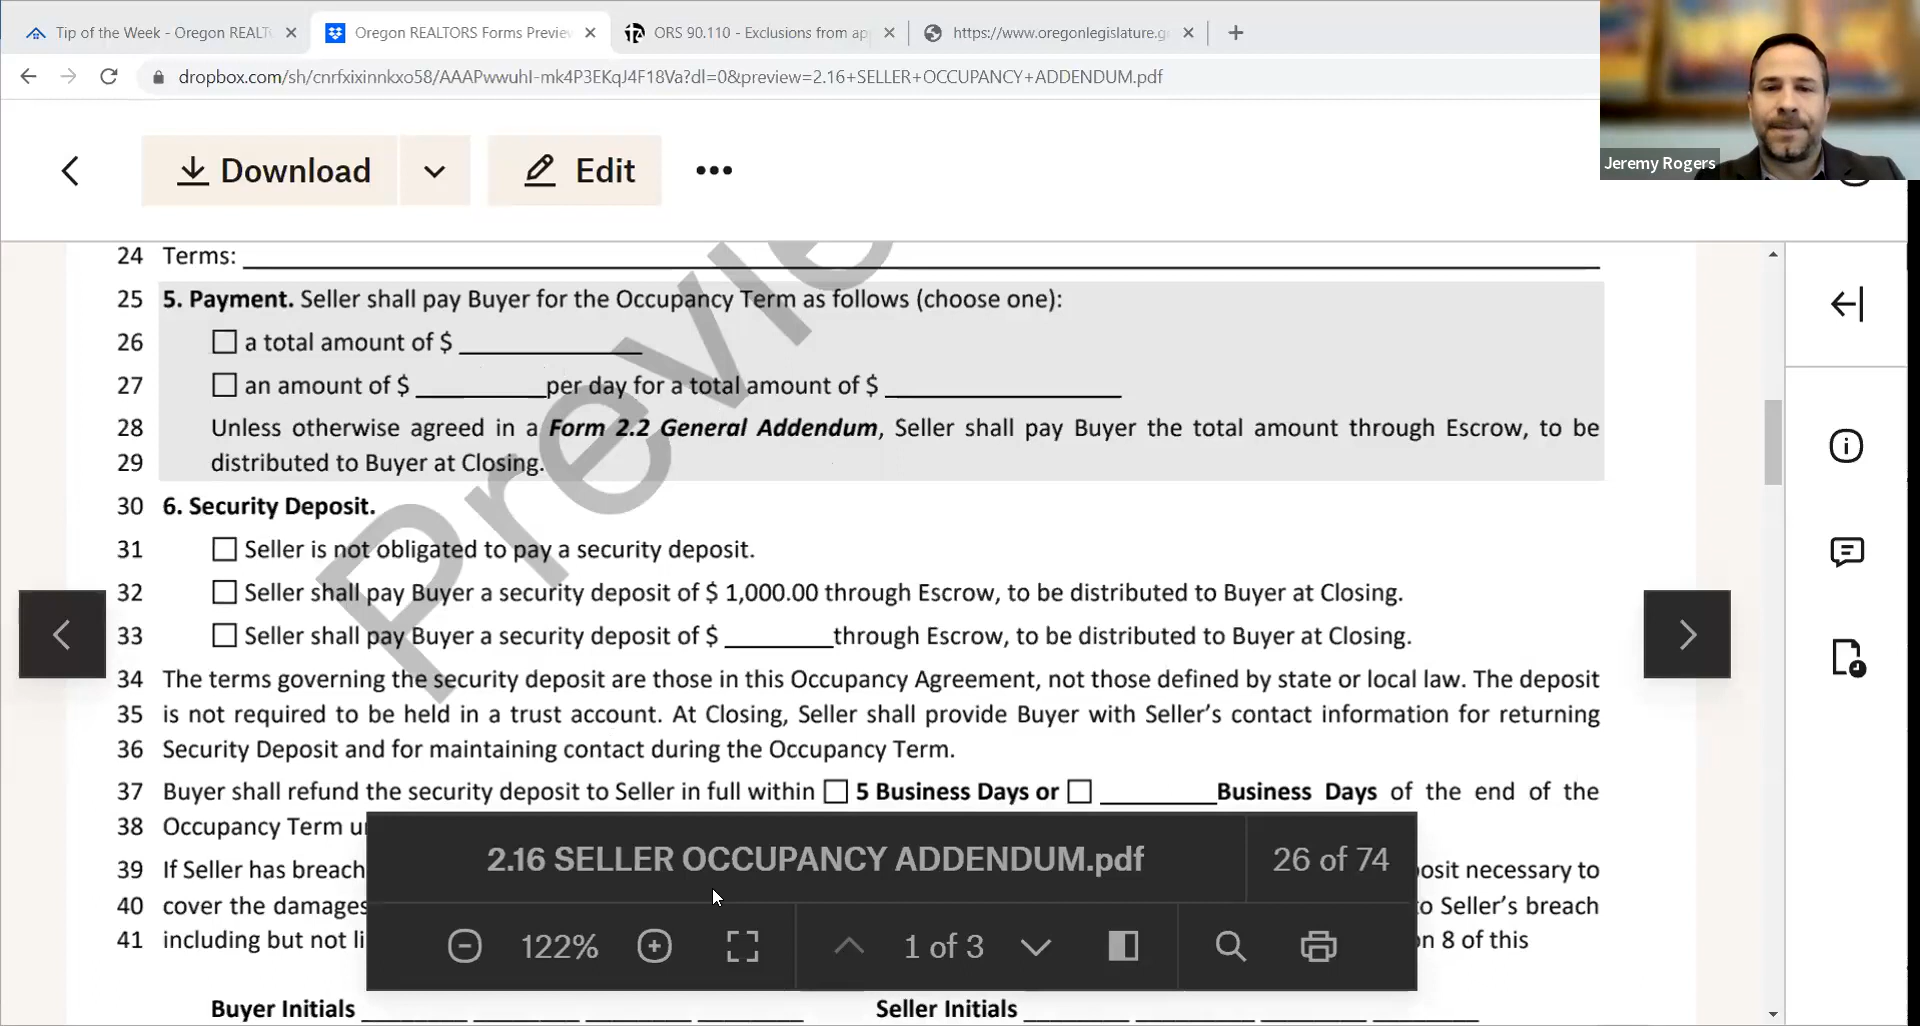 Tip of the Week - Oregon REALT
Oregon REALTORS Forms Preview
ORS 90.110 - Exclusions from ap
https://www.oregonlegislature.g
dropbox.com/sh/cnrfxixinnkxo58/AAAPwwuhI-mk4P3EKqJ4F18Va?dl=0&preview=2.16+SELLER+OCCUPANCY+ADDENDUM.pdf
Jeremy Rogers
Download
Edit
Preview
24 Terms:
25 5. Payment. Seller shall pay Buyer for the Occupancy Term as follows (choose one):
26 a total amount of $
27 an amount of $ per day for a total amount of $
28 Unless otherwise agreed in a Form 2.2 General Addendum, Seller shall pay Buyer the total amount through Escrow, to be
29 distributed to Buyer at Closing.
30 6. Security Deposit.
31 Seller is not obligated to pay a security deposit.
32 Seller shall pay Buyer a security deposit of $ 1,000.00 through Escrow, to be distributed to Buyer at Closing.
33 Seller shall pay Buyer a security deposit of $ through Escrow, to be distributed to Buyer at Closing.
34 The terms governing the security deposit are those in this Occupancy Agreement, not those defined by state or local law. The deposit
35 is not required to be held in a trust account. At Closing, Seller shall provide Buyer with Seller's contact information for returning
36 Security Deposit and for maintaining contact during the Occupancy Term.
37 Buyer shall refund the security deposit to Seller in full within 5 Business Days or Business Days of the end of the
38 Occupancy Term
39 If Seller has breach posit necessary to
40 cover the damages to Seller's breach
41 including but not li on 8 of this
2.16 SELLER OCCUPANCY ADDENDUM.pdf
26 of 74
122%
1 of 3
Buyer Initials Seller Initials